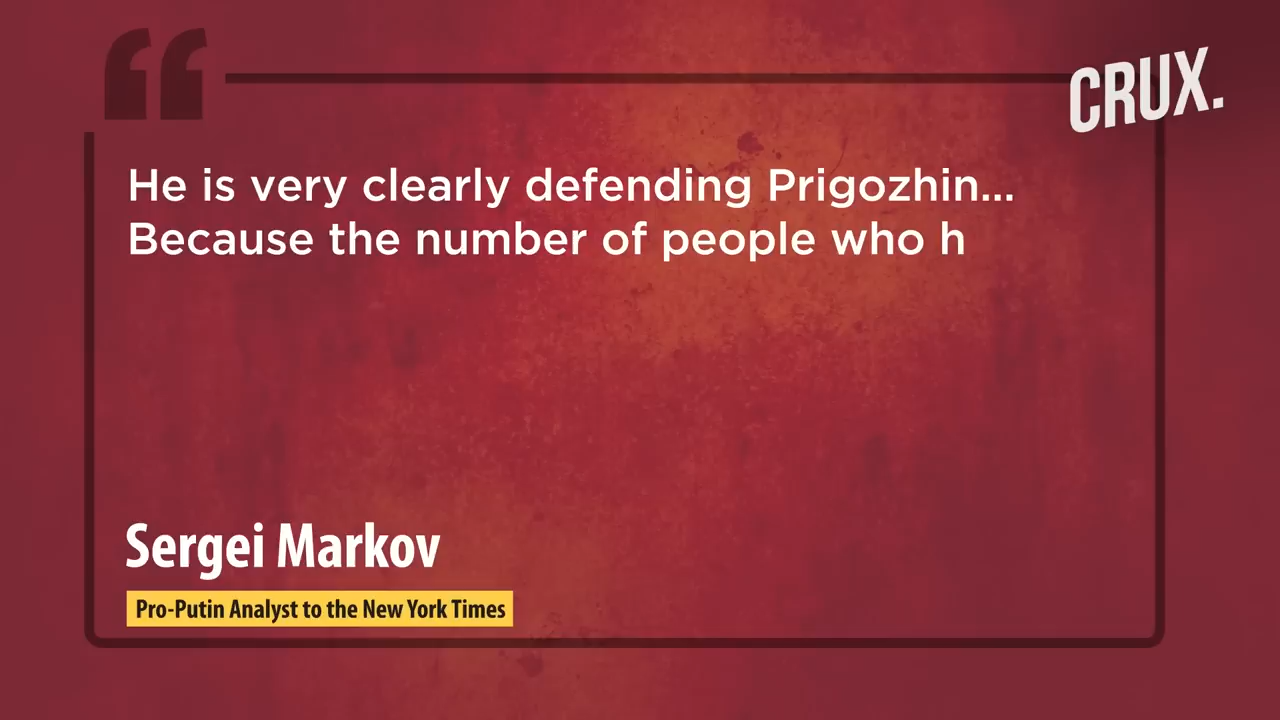 CRUX.
He is very clearly defending Prigozhin...
Because the number of people who h
Sergei Markov
Pro-Putin Analyst to the New York Times